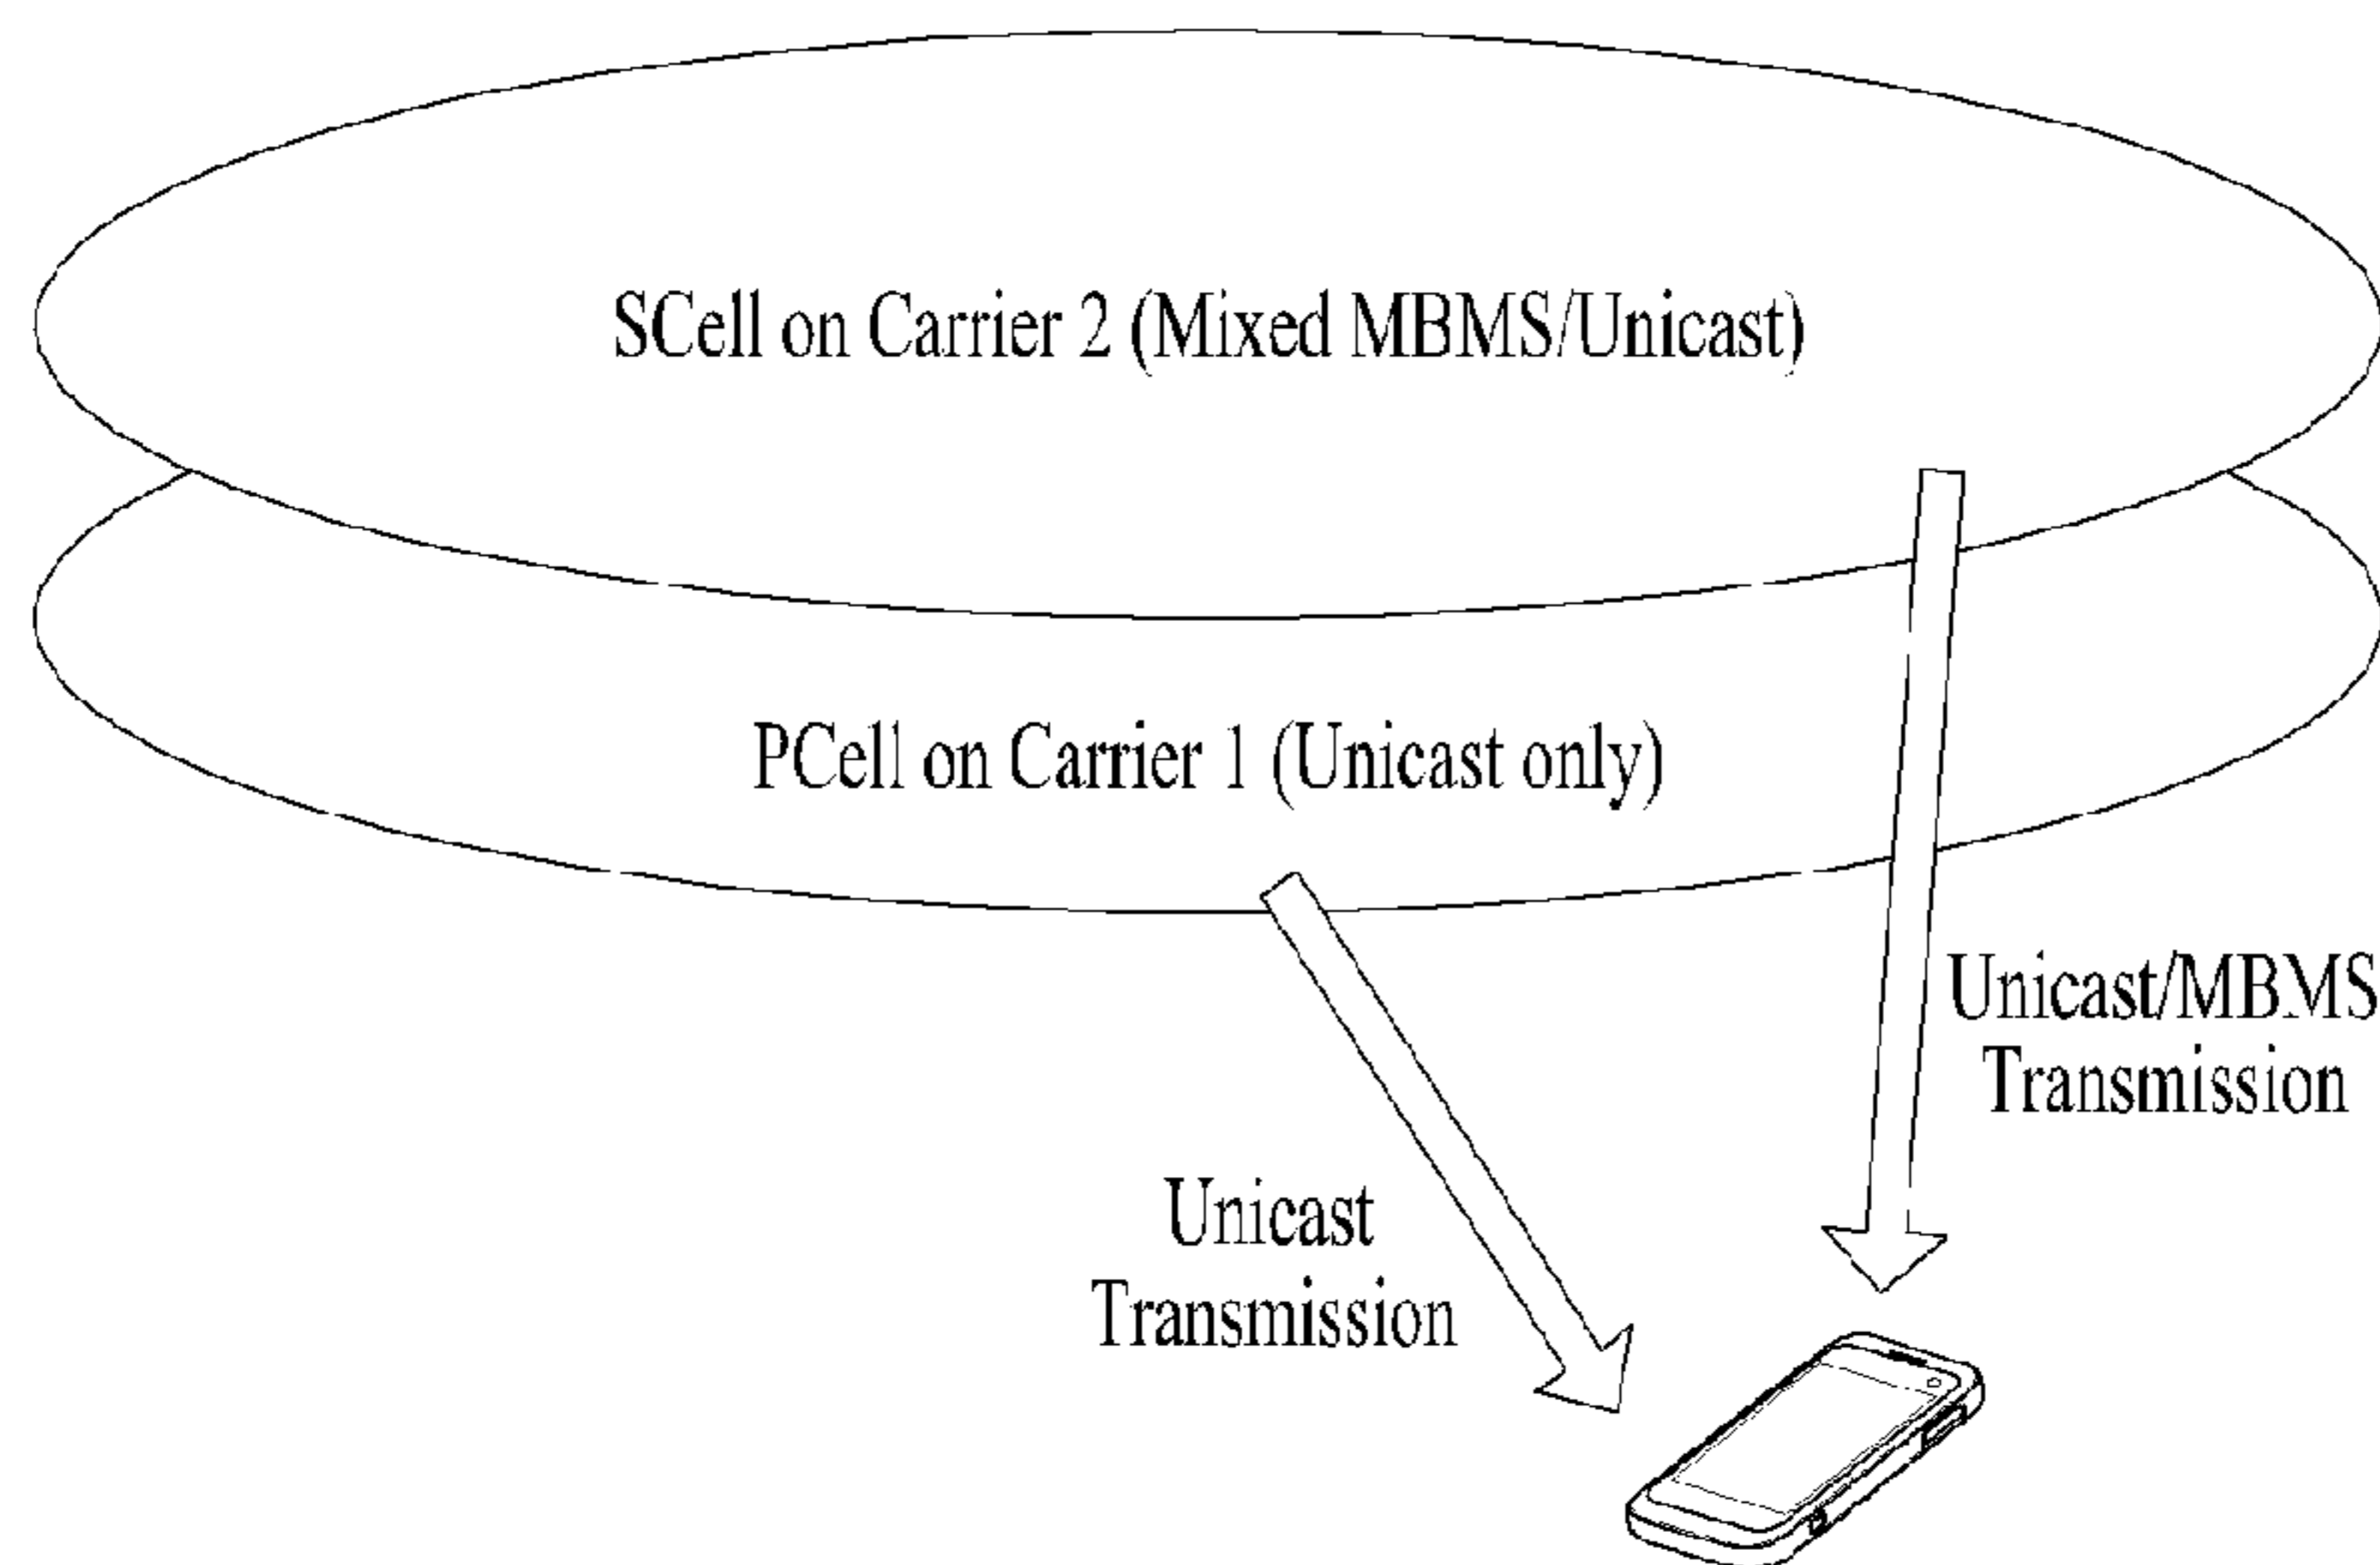 SCell on Carrier 2 (Mixed MBMS/Unicast)
PCell on Carrier 1 (Unicast only)
Unicast/MBMS
Transmission
Unicast
Transmission